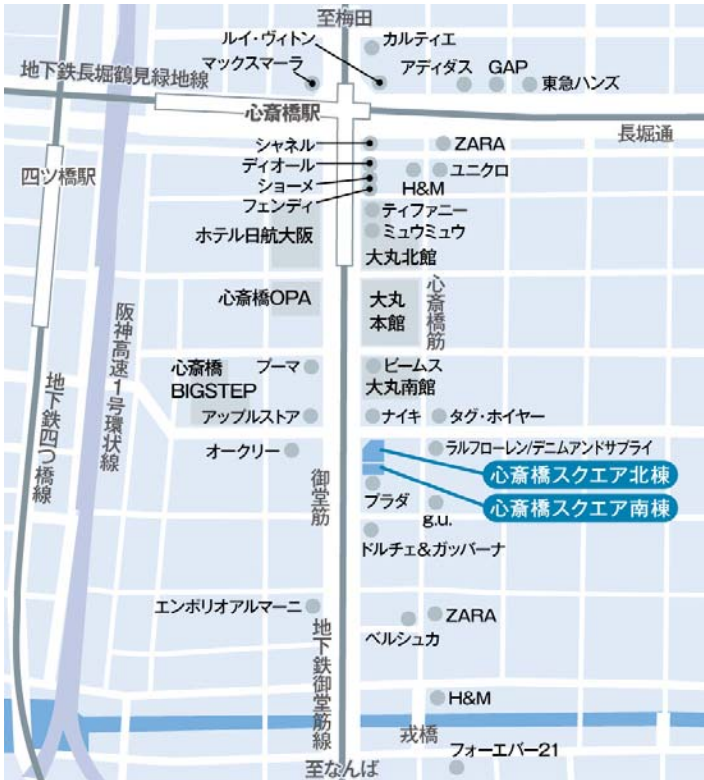 至梅田
ルイ・ヴィトン
カルティエ
マックスマーラ
アディダス
GAP
東急ハンズ
地下鉄長堀鶴見緑地線
心斎橋駅
長堀通
シャネル
ZARA
ディオール
ユニクロ
ショーメ
H&M
フェンディ
四ツ橋駅
ティファニー
ミュウミュウ
ホテル日航大阪
大丸北館
心斎橋OPA
大丸
本館
心斎橋筋
阪神高速1号環状線
心斎橋
BIGSTEP
プーマ
ビームス
大丸南館
地下鉄四つ橋線
アップルストア
ナイキ
タグ・ホイヤー
オークリー
ラルフローレン/デニムアンドサプライ
心斎橋スクエア北棟
心斎橋スクエア南棟
御堂筋
プラダ
g.u.
ドルチェ&ガッバーナ
エンポリオアルマーニ
ZARA
ベルシュカ
地下鉄御堂筋線
H&M
戎橋
フォーエバー21
至なんば